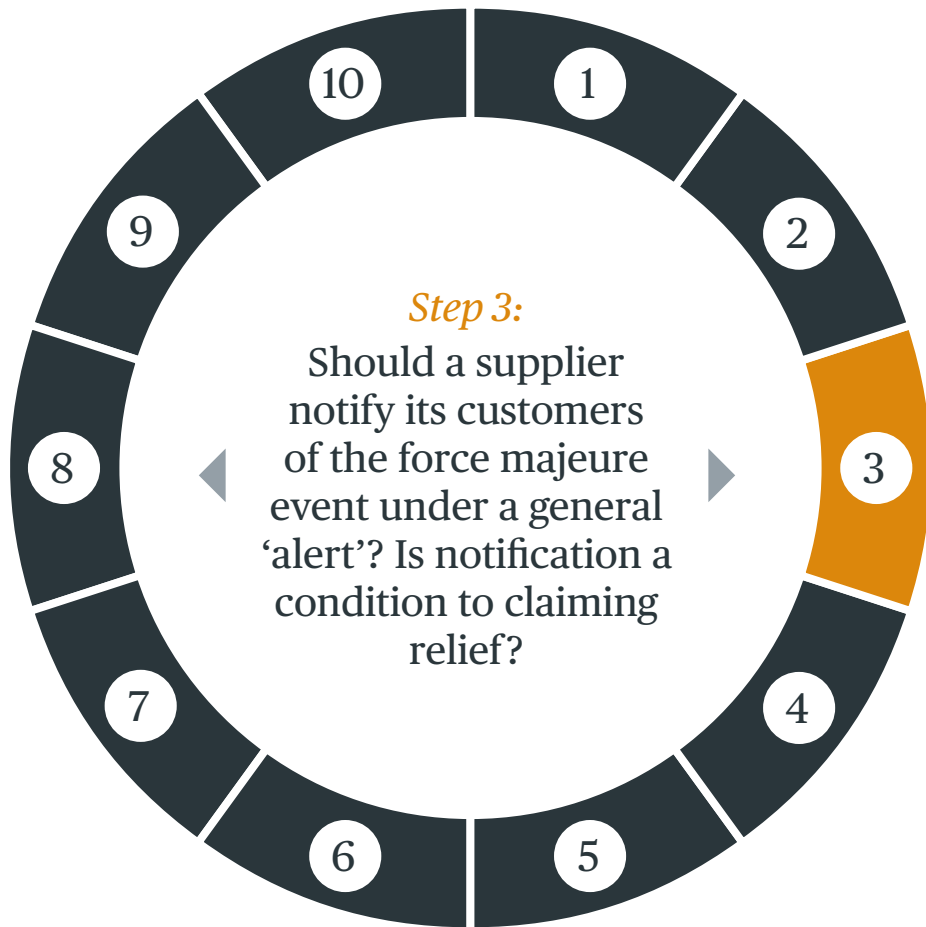 10
1
9
2
Step 3:
Should a supplier
notify its customers
of the force majeure
event under a general
‘alert’? Is notification a
condition to claiming
relief?
8
3
7
4
6
5